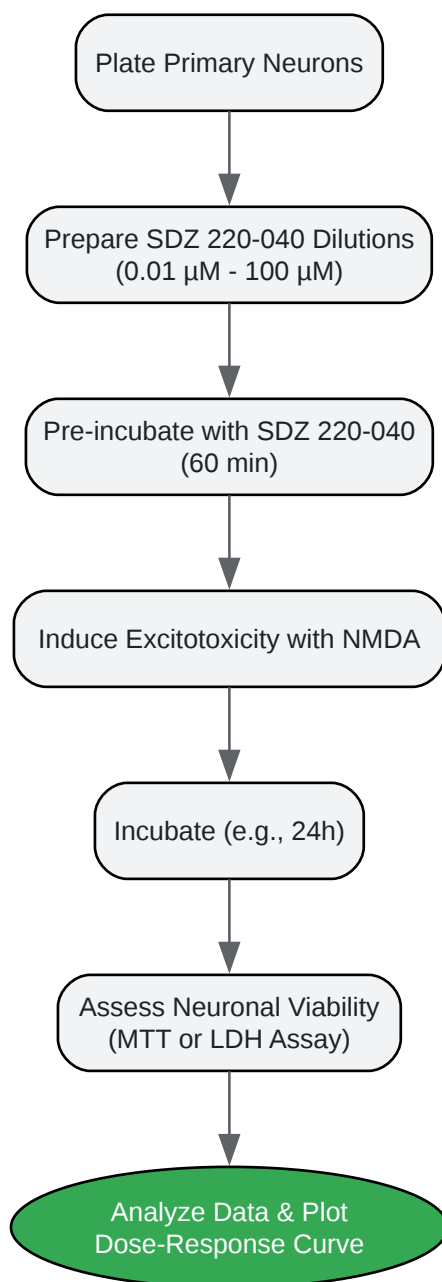 Plate Primary Neurons
Prepare SDZ 220-040 Dilutions
(0.01 µM - 100 µM)
Pre-incubate with SDZ 220-040
(60 min)
Induce Excitotoxicity with NMDA
Incubate (e.g., 24h)
Assess Neuronal Viability
(MTT or LDH Assay)
Analyze Data & Plot
Dose-Response Curve